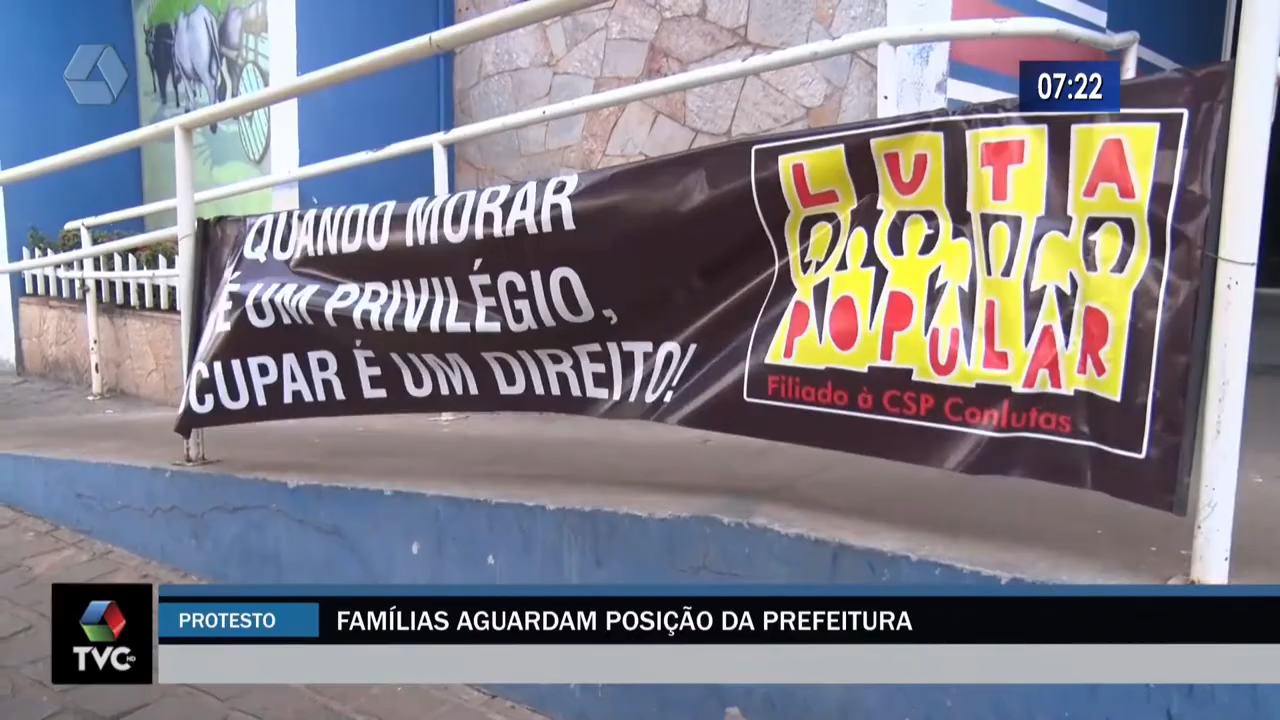 07:22
QUANDO MORAR
É UM PRIVILÉGIO,
CUPAR É UM DIREITO!
LUTA
POPULAR
Filiado à CSP Conlutas
PROTESTO
FAMÍLIAS AGUARDAM POSIÇÃO DA PREFEITURA
TVC HD